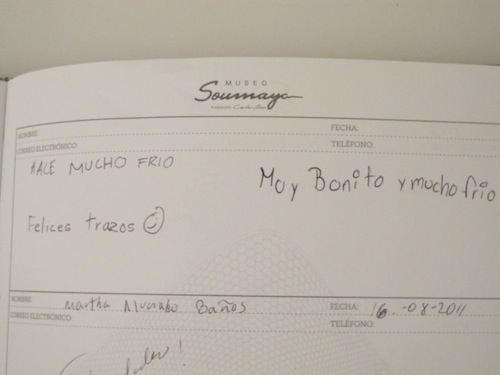 MUSEO
Soumaya
NOMBRE: FECHA:
CORREO ELECTRÓNICO: TELÉFONO:
HACE MUCHO FRIO
Muy Bonito y mucho frio
Felices trazos
NOMBRE: Martha Baños FECHA: 16-08-2011
CORREO ELECTRÓNICO: TELÉFONO: